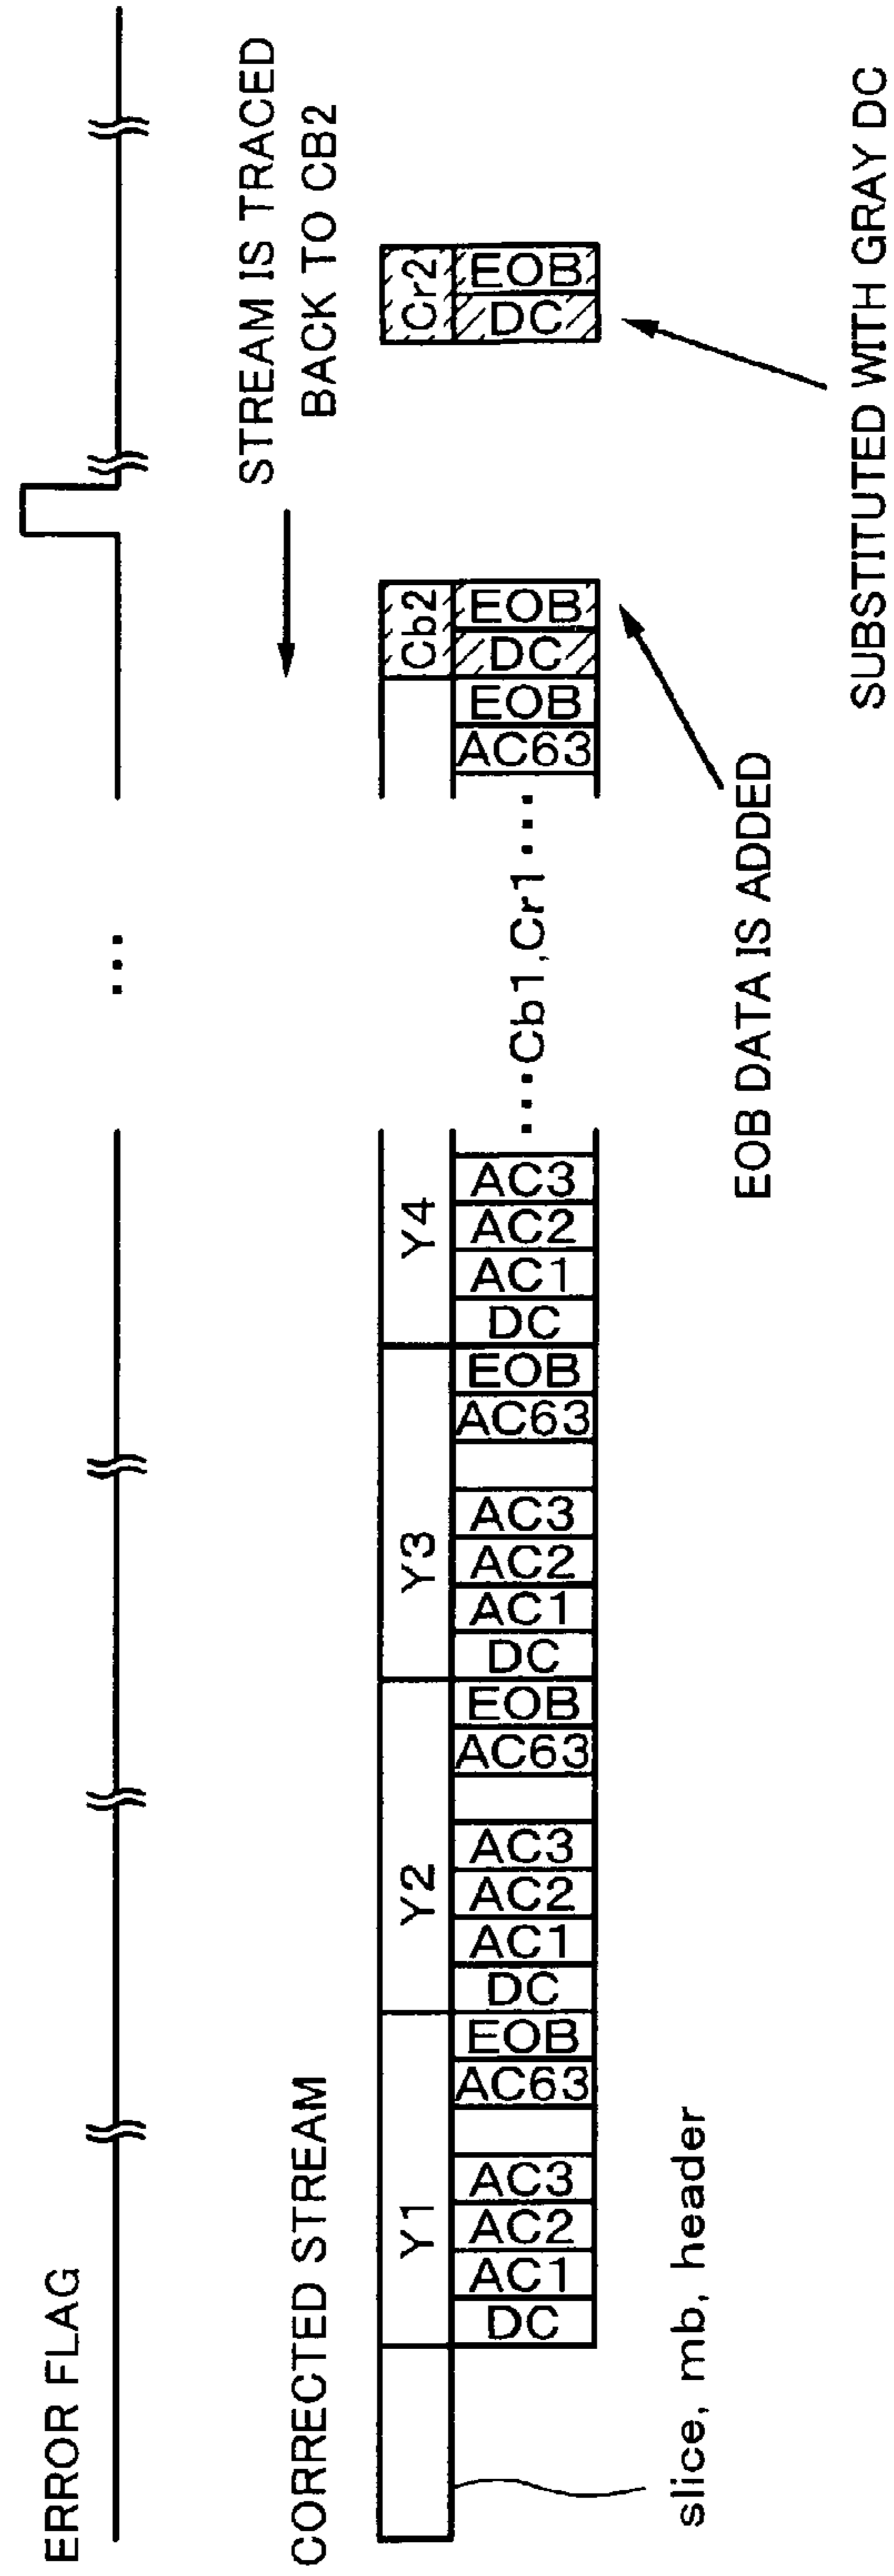 ERROR FLAG
...
STREAM IS TRACED
BACK TO CB2
CORRECTED STREAM
Y1 Y2 Y3 Y4 Cb2 Cr2
DC AC1 AC2 AC3 AC63 EOB DC AC1 AC2 AC3 AC63 EOB DC AC1 AC2 AC3 AC63 EOB DC AC1 AC2 AC3 ...Cb1,Cr1... AC63 EOB DC EOB DC EOB
slice, mb, header
EOB DATA IS ADDED
SUBSTITUTED WITH GRAY DC